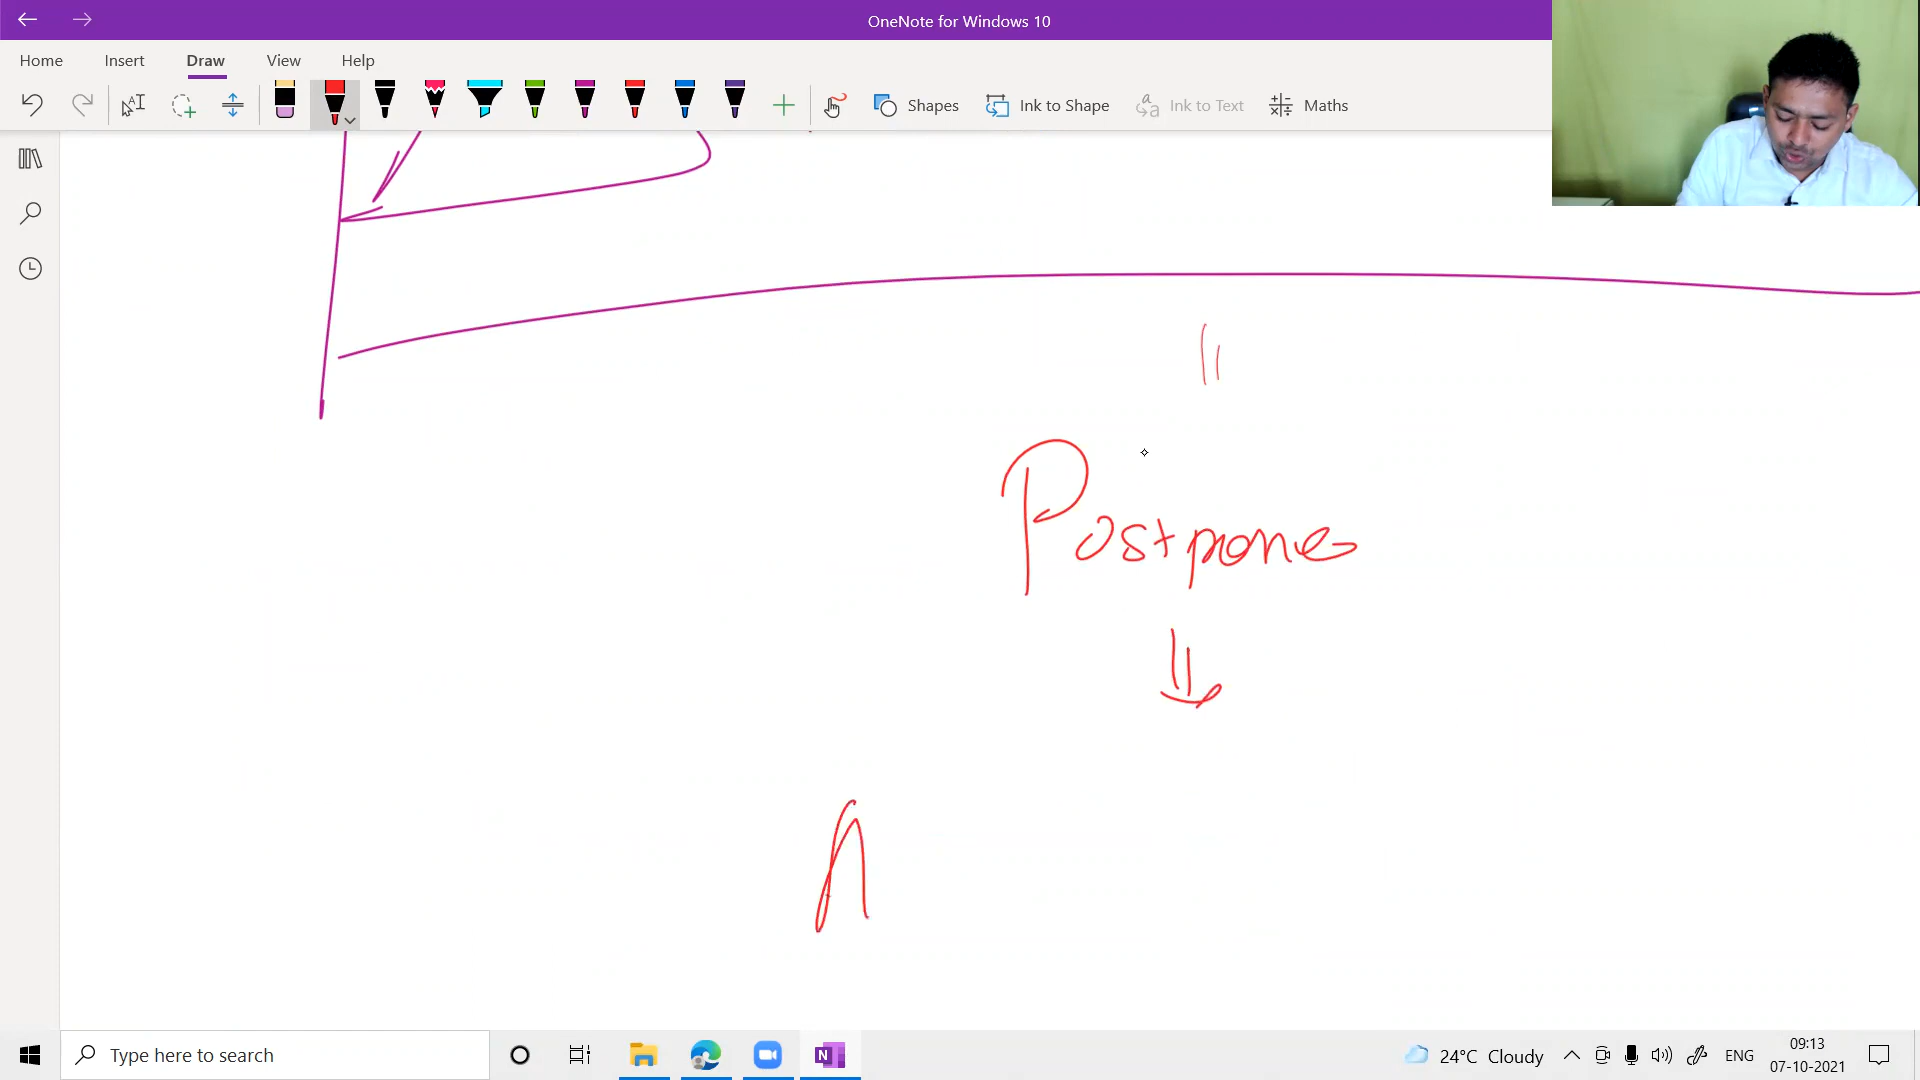 OneNote for Windows 10
Home Insert Draw View Help
Shapes Ink to Shape Ink to Text Maths
Postpone
Type here to search
24°C Cloudy ENG 09:13
07-10-2021